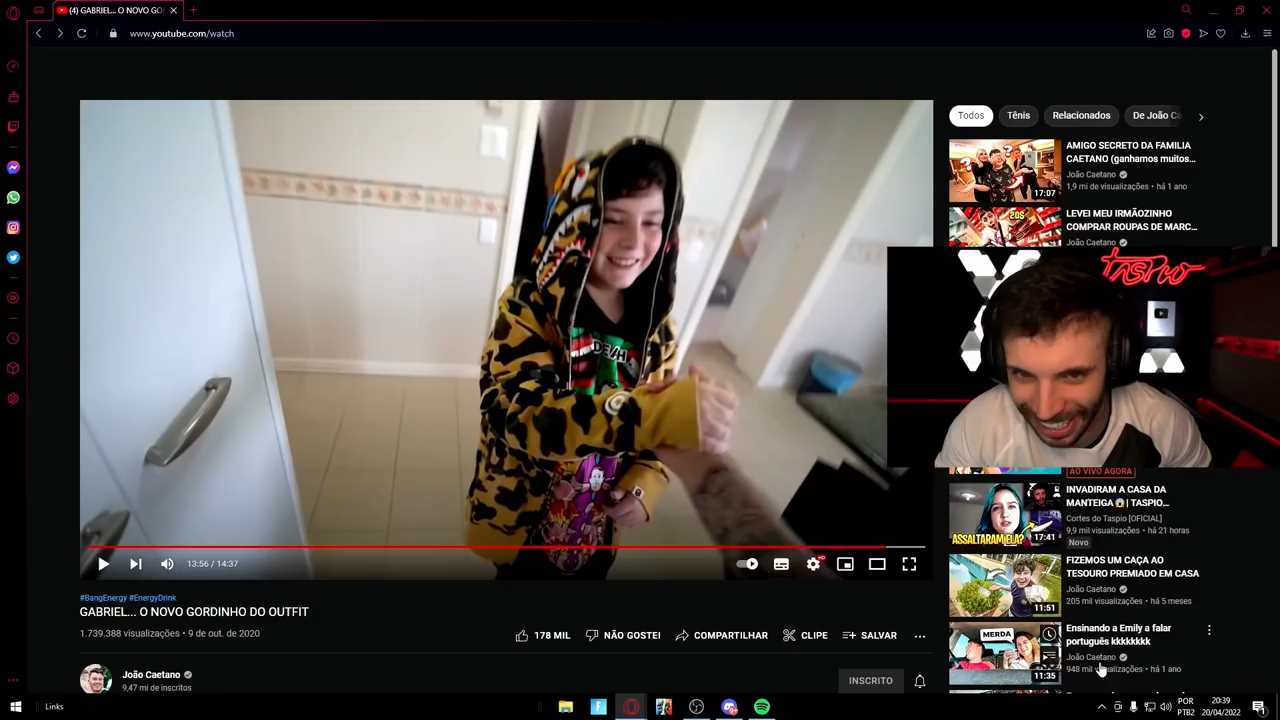 (4) GABRIEL... O NOVO GO
www.youtube.com/watch
Todos
Tênis
Relacionados
De João Ca
AMIGO SECRETO DA FAMILIA
CAETANO (ganhamos muitos...
João Caetano
1,9 mi de visualizações • há 1 ano
17:07
LEVEI MEU IRMÃOZINHO
COMPRAR ROUPAS DE MARC...
João Caetano
20$
DE/H
AO VIVO AGORA
INVADIRAM A CASA DA
MANTEIGA😱 | TASPIO...
Cortes do Taspio [OFICIAL]
9,9 mil visualizações • há 21 horas
Novo
ASSALTARAM ELA?
17:41
FIZEMOS UM CAÇA AO
TESOURO PREMIADO EM CASA
João Caetano
205 mil visualizações • há 5 meses
11:51
Ensinando a Emily a falar
português kkkkkkkk
João Caetano
948 mil visualizações • há 1 ano
MERDA
11:35
13:56 / 14:37
HD
#BangEnergy #EnergyDrink
GABRIEL... O NOVO GORDINHO DO OUTFIT
1.739.388 visualizações • 9 de out. de 2020
178 MIL
NÃO GOSTEI
COMPARTILHAR
CLIPE
SALVAR
...
João Caetano
9,47 mi de inscritos
INSCRITO
Links
POR
PTB2
20:39
20/04/2022